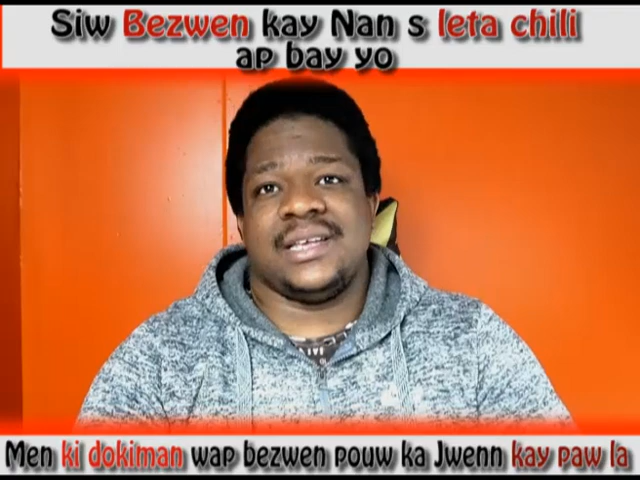 Siw Bezwen kay Nan s leta chili
ap bay yo
Men ki dokiman wap bezwen pouw ka Jwenn kay paw la